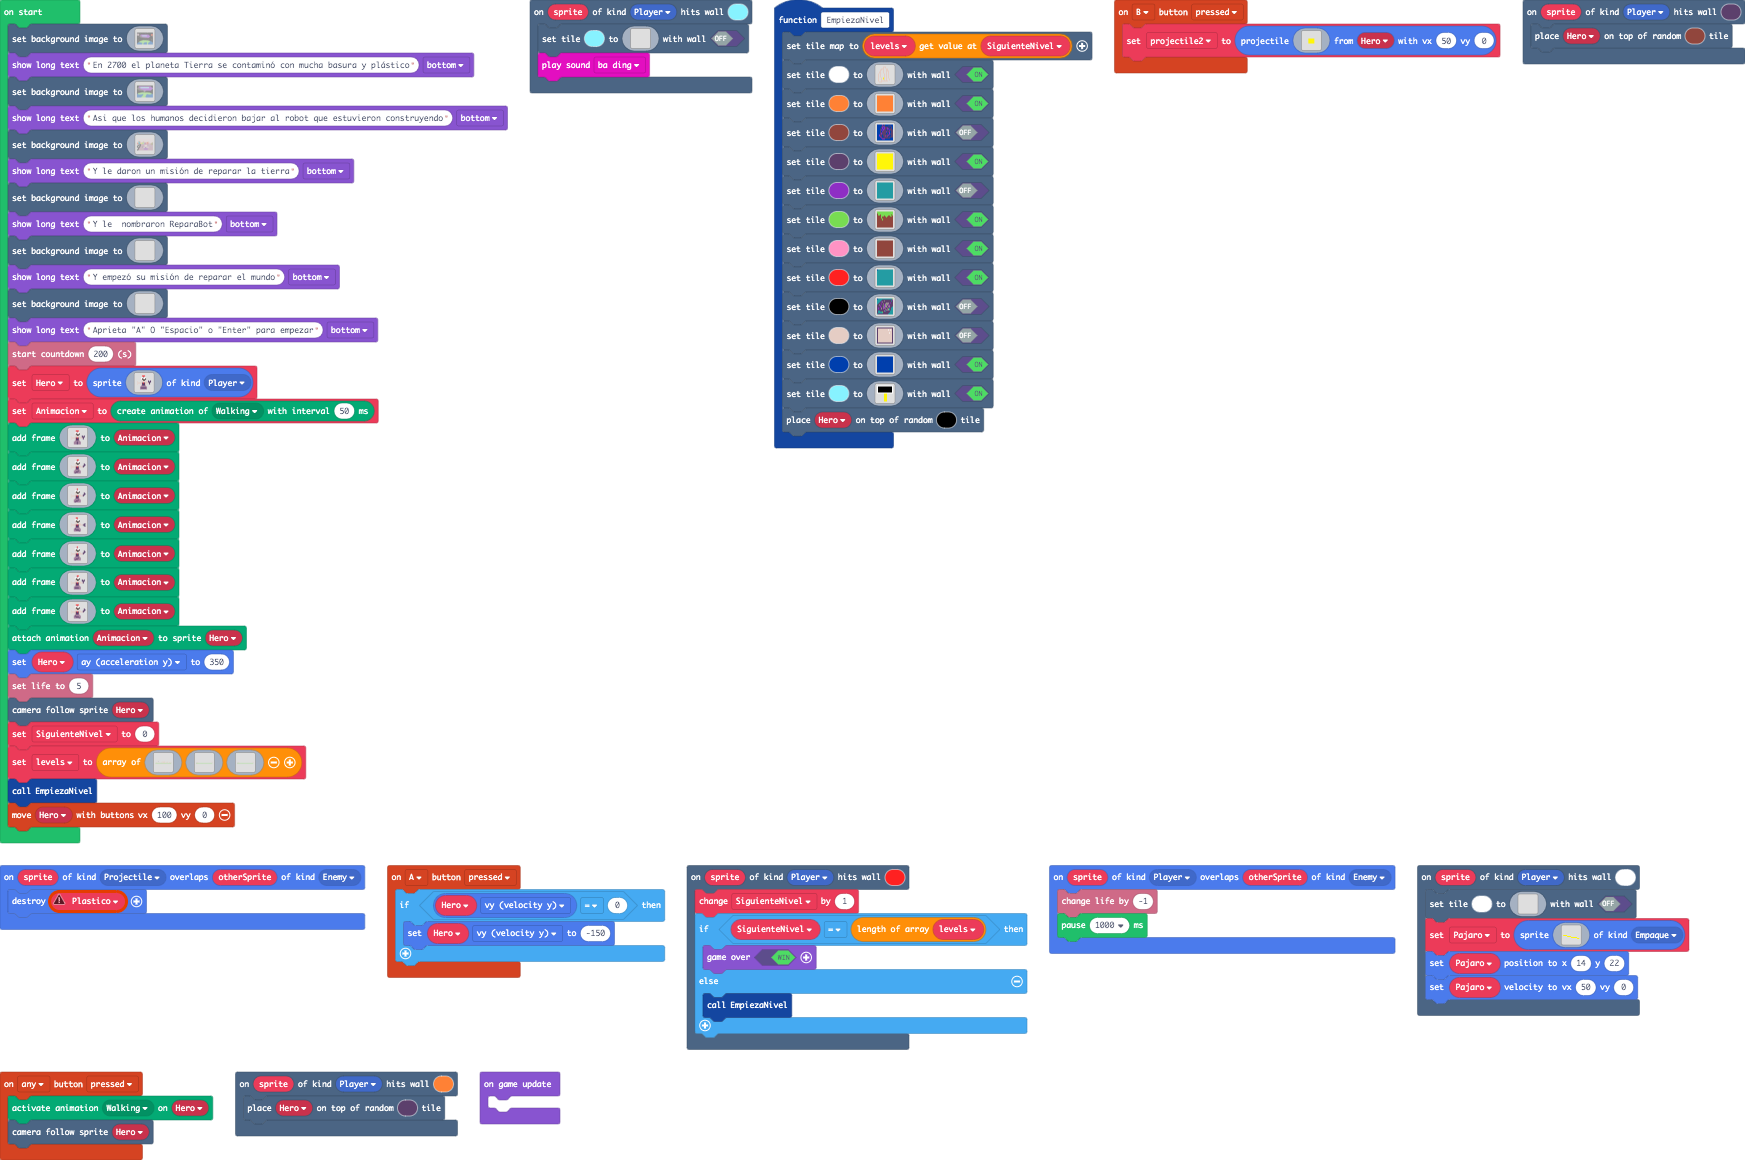 on start
set background image to
show long text "En 2700 el planeta Tierra se contaminó con mucha basura y plástico" bottom
set background image to
show long text "Asi que los humanos decidieron bajar al robot que estuvieron construyendo" bottom
set background image to
show long text "Y le daron un misión de reparar la tierra" bottom
set background image to
show long text "Y le  nombraron ReparaBot" bottom
set background image to
show long text "Y empezó su misión de reparar el mundo" bottom
set background image to
show long text "Aprieta "A" O "Espacio" o "Enter" para empezar" bottom
start countdown 200 (s)
set Hero to sprite of kind Player
set Animacion to create animation of Walking with interval 50 ms
add frame to Animacion
add frame to Animacion
add frame to Animacion
add frame to Animacion
add frame to Animacion
add frame to Animacion
add frame to Animacion
attach animation Animacion to sprite Hero
set Hero ay (acceleration y) to 350
set life to 5
camera follow sprite Hero
set SiguienteNivel to 0
set levels to array of
call EmpiezaNivel
move Hero with buttons vx 100 vy 0
on sprite of kind Player hits wall
set tile to with wall OFF
play sound ba ding
function EmpiezaNivel
set tile map to levels get value at SiguienteNivel
set tile to with wall ON
set tile to with wall ON
set tile to with wall OFF
set tile to with wall ON
set tile to with wall OFF
set tile to with wall ON
set tile to with wall ON
set tile to with wall ON
set tile to with wall OFF
set tile to with wall OFF
set tile to with wall ON
set tile to with wall ON
place Hero on top of random tile
on B button pressed
set projectile2 to projectile from Hero with vx 50 vy 0
on sprite of kind Player hits wall
place Hero on top of random tile
on sprite of kind Projectile overlaps otherSprite of kind Enemy
destroy Plastico
on A button pressed
if Hero vy (velocity y) = 0 then
set Hero vy (velocity y) to -150
on sprite of kind Player hits wall
change SiguienteNivel by 1
if SiguienteNivel = length of array levels then
game over WIN
else
call EmpiezaNivel
on sprite of kind Player overlaps otherSprite of kind Enemy
change life by -1
pause 1000 ms
on sprite of kind Player hits wall
set tile to with wall OFF
set Pajaro to sprite of kind Empaque
set Pajaro position to x 14 y 22
set Pajaro velocity to vx 50 vy 0
on any button pressed
activate animation Walking on Hero
camera follow sprite Hero
on sprite of kind Player hits wall
place Hero on top of random tile
on game update